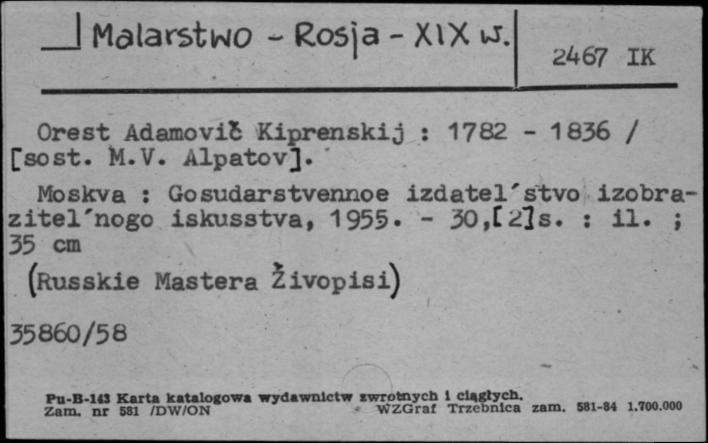 Malarstwo - Rosja - XIX w.
2467 IK
Orest Adamovič Kiprenskij : 1782 - 1836 /
[sost. M.V. Alpatov].
Moskva : Gosudarstvennoe izdatel´stvo izobra-
zitel´nogo iskusstva, 1955. - 30,[2]s. : il. ;
35 cm
(Russkie Mastera Živopisi)
35860/58
Pu-B-143 Karta katalogowa wydawnictw zwrotnych i ciągłych.
Zam. nr 581 /DW/ON WZGraf Trzebnica zam. 581-84 1.700.000